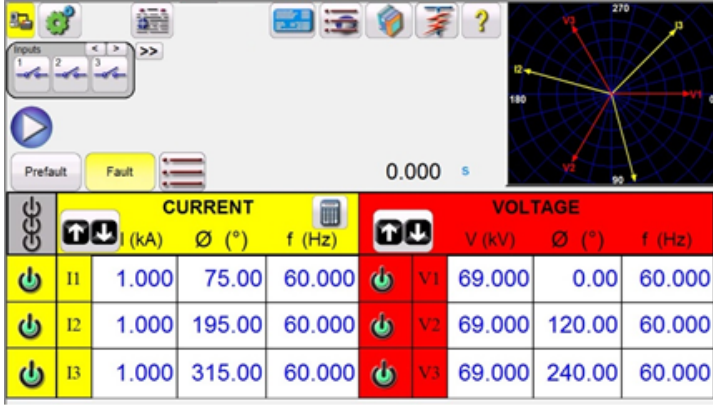 ?
Inputs
< > >>
1 2 3
Prefault Fault 0.000 s
270
V3 I3
I2
180 V1 0
V2
90
CURRENT VOLTAGE
I (kA) Ø (°) f (Hz) V (kV) Ø (°) f (Hz)
I1 1.000 75.00 60.000 V1 69.000 0.00 60.000
I2 1.000 195.00 60.000 V2 69.000 120.00 60.000
I3 1.000 315.00 60.000 V3 69.000 240.00 60.000